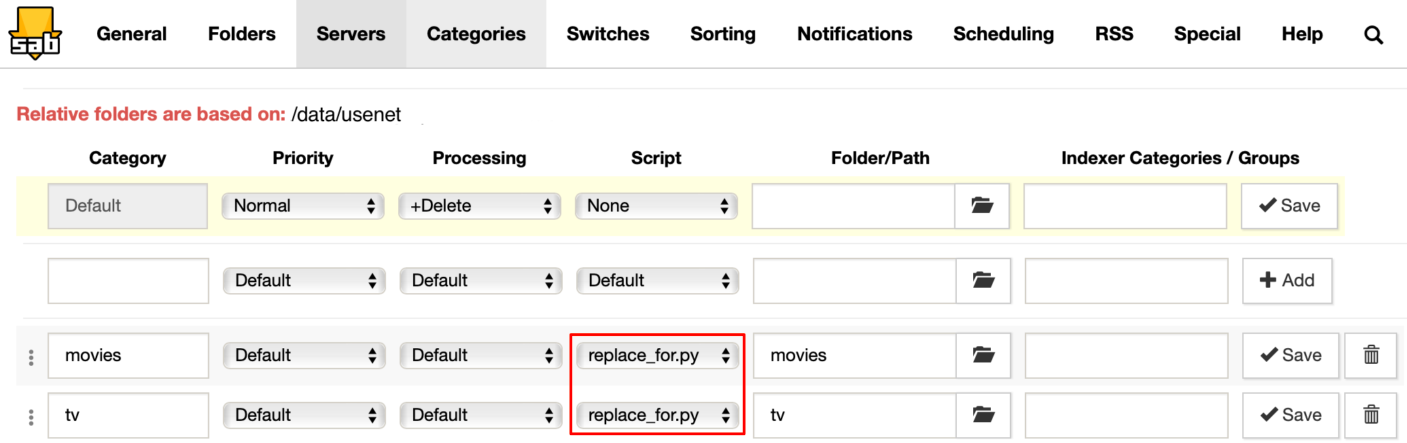 sab General Folders Servers Categories Switches Sorting Notifications Scheduling RSS Special Help
Relative folders are based on: /data/usenet
Category Priority Processing Script Folder/Path Indexer Categories / Groups
Default Normal +Delete None Save
Default Default Default Add
movies Default Default replace_for.py movies Save
tv Default Default replace_for.py tv Save